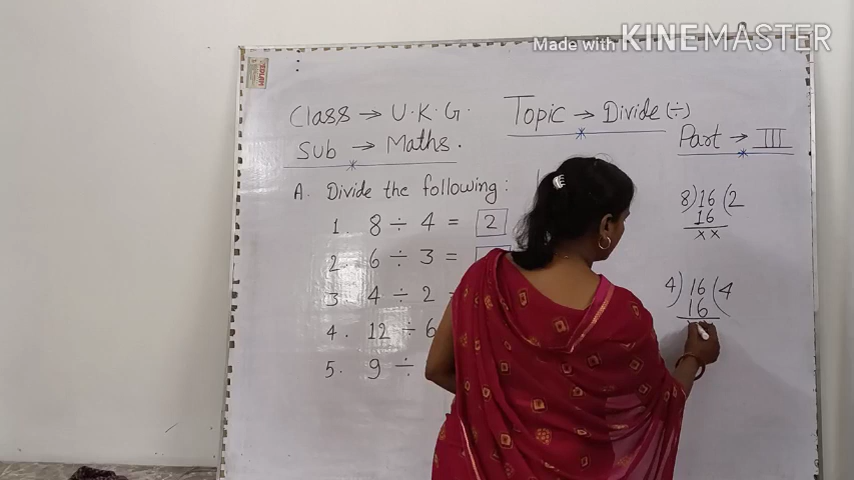 Made with KINEMASTER
Class → U.K.G.
Sub → Maths.
Topic → Divide (÷)
Part → III
A. Divide the following:
1. 8 ÷ 4 = 2
2. 6 ÷ 3 =
3. 4 ÷ 2 =
4. 12 ÷ 6
5. 9 ÷
8)16(2
16
××
4)16(4
16